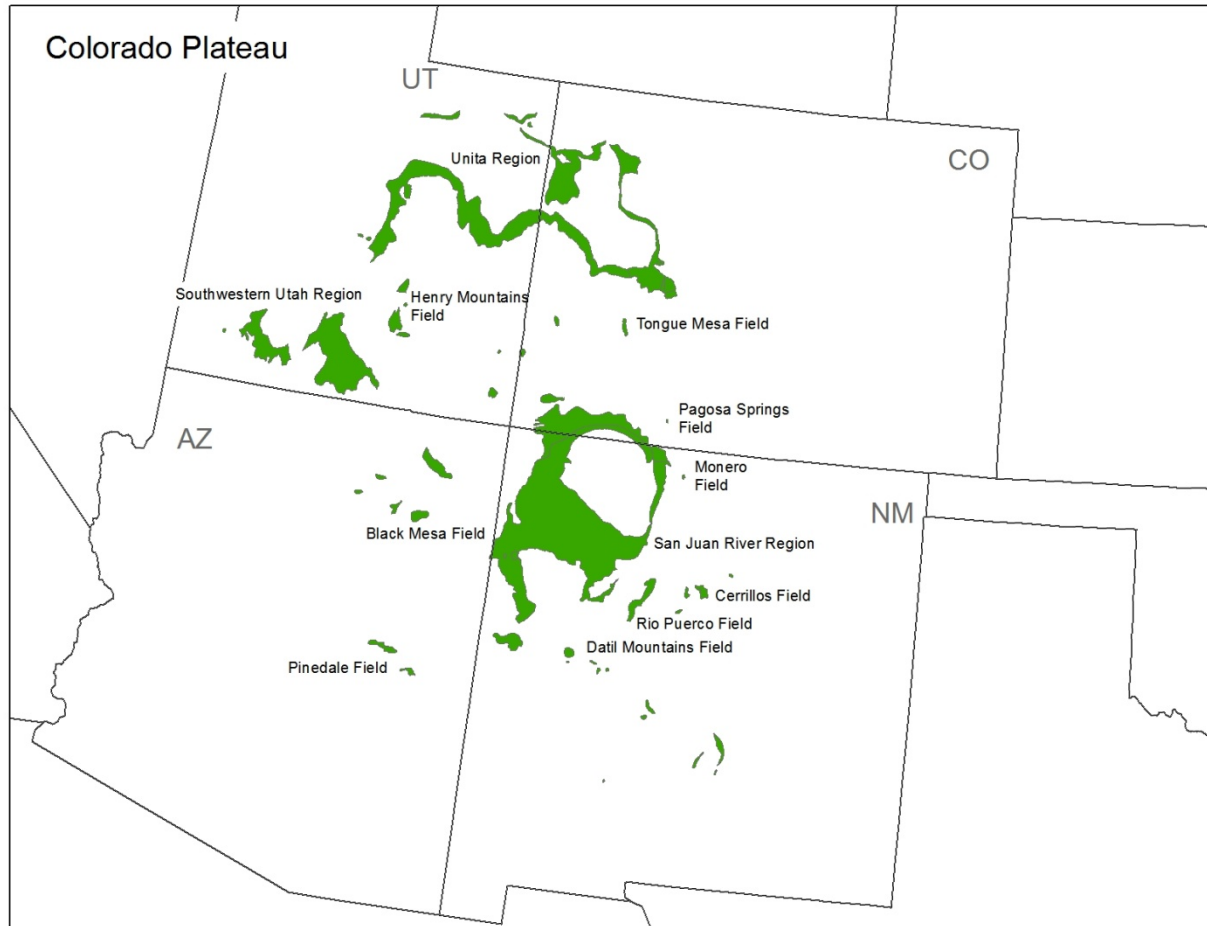 Colorado Plateau
UT
CO
Unita Region
Southwestern Utah Region
Henry Mountains
Field
Tongue Mesa Field
Pagosa Springs
Field
AZ
Monero
Field
NM
Black Mesa Field
San Juan River Region
Cerrillos Field
Rio Puerco Field
Datil Mountains Field
Pinedale Field